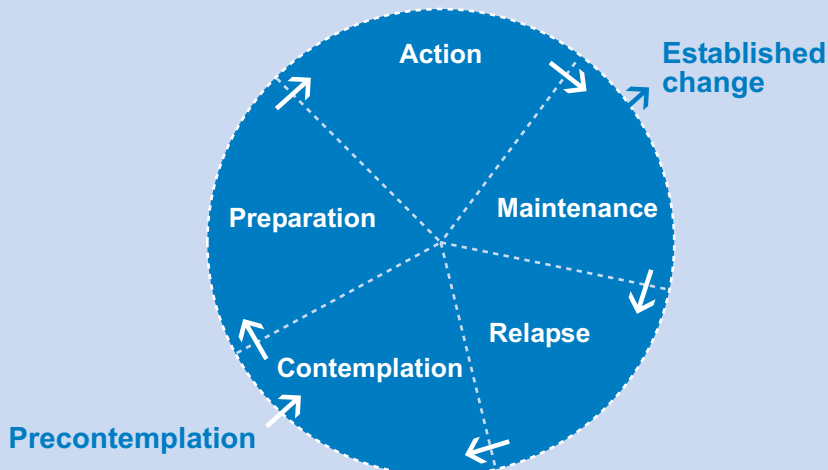 Action
Established
change
Preparation
Maintenance
Relapse
Contemplation
Precontemplation